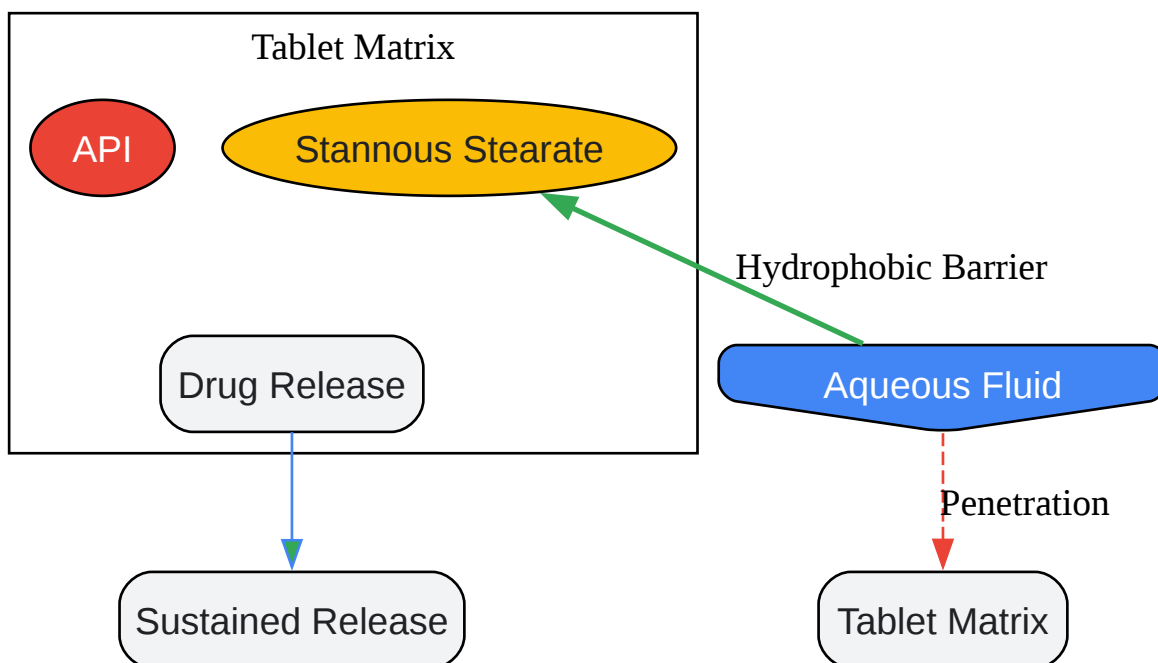 Tablet Matrix
API
Stannous Stearate
Hydrophobic Barrier
Drug Release
Aqueous Fluid
Penetration
Sustained Release
Tablet Matrix